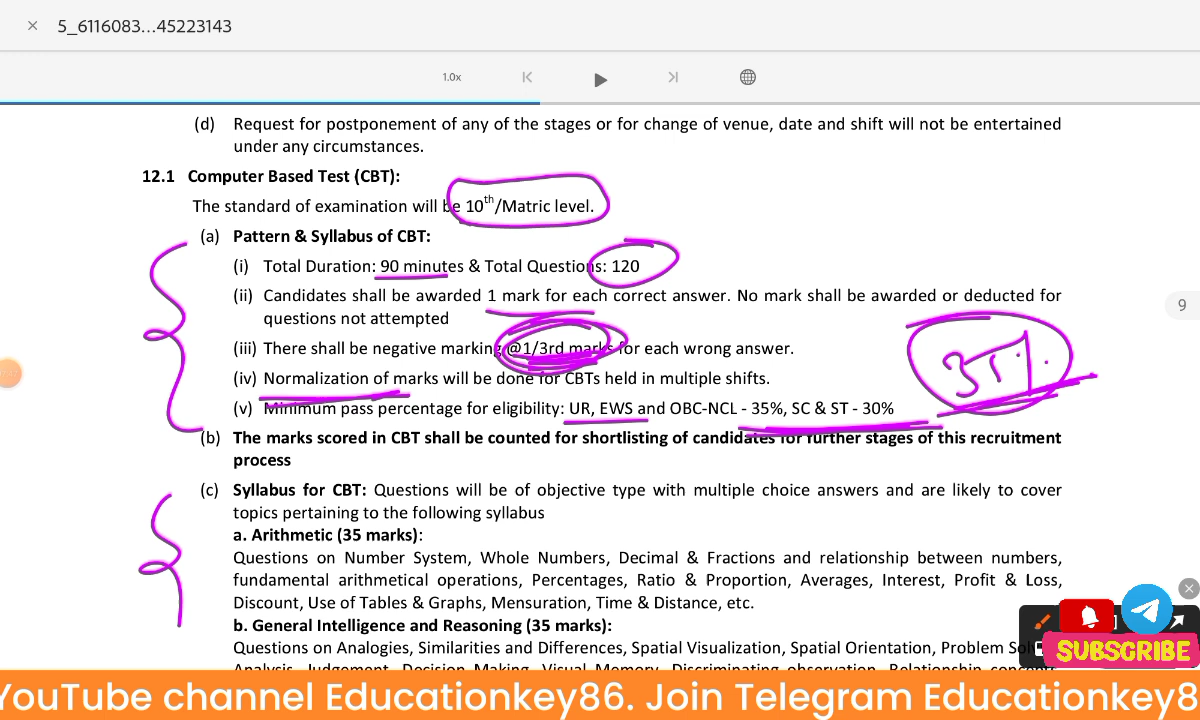 × 5_6116083...45223143
1.0x
(d) Request for postponement of any of the stages or for change of venue, date and shift will not be entertained
under any circumstances.
12.1 Computer Based Test (CBT):
The standard of examination will be 10th/Matric level.
(a) Pattern & Syllabus of CBT:
(i) Total Duration: 90 minutes & Total Questions: 120
(ii) Candidates shall be awarded 1 mark for each correct answer. No mark shall be awarded or deducted for
questions not attempted
(iii) There shall be negative marking @1/3rd marks for each wrong answer.
(iv) Normalization of marks will be done for CBTs held in multiple shifts.
(v) Minimum pass percentage for eligibility: UR, EWS and OBC-NCL - 35%, SC & ST - 30%
35%.
9
(b) The marks scored in CBT shall be counted for shortlisting of candidates for further stages of this recruitment
process
(c) Syllabus for CBT: Questions will be of objective type with multiple choice answers and are likely to cover
topics pertaining to the following syllabus
a. Arithmetic (35 marks):
Questions on Number System, Whole Numbers, Decimal & Fractions and relationship between numbers,
fundamental arithmetical operations, Percentages, Ratio & Proportion, Averages, Interest, Profit & Loss,
Discount, Use of Tables & Graphs, Mensuration, Time & Distance, etc.
b. General Intelligence and Reasoning (35 marks):
Questions on Analogies, Similarities and Differences, Spatial Visualization, Spatial Orientation, Problem
Analysis, Judgement, Decision Making, Visual Memory, Discriminating observation, Relationship
SUBSCRIBE
YouTube channel Educationkey86. Join Telegram Educationkey8